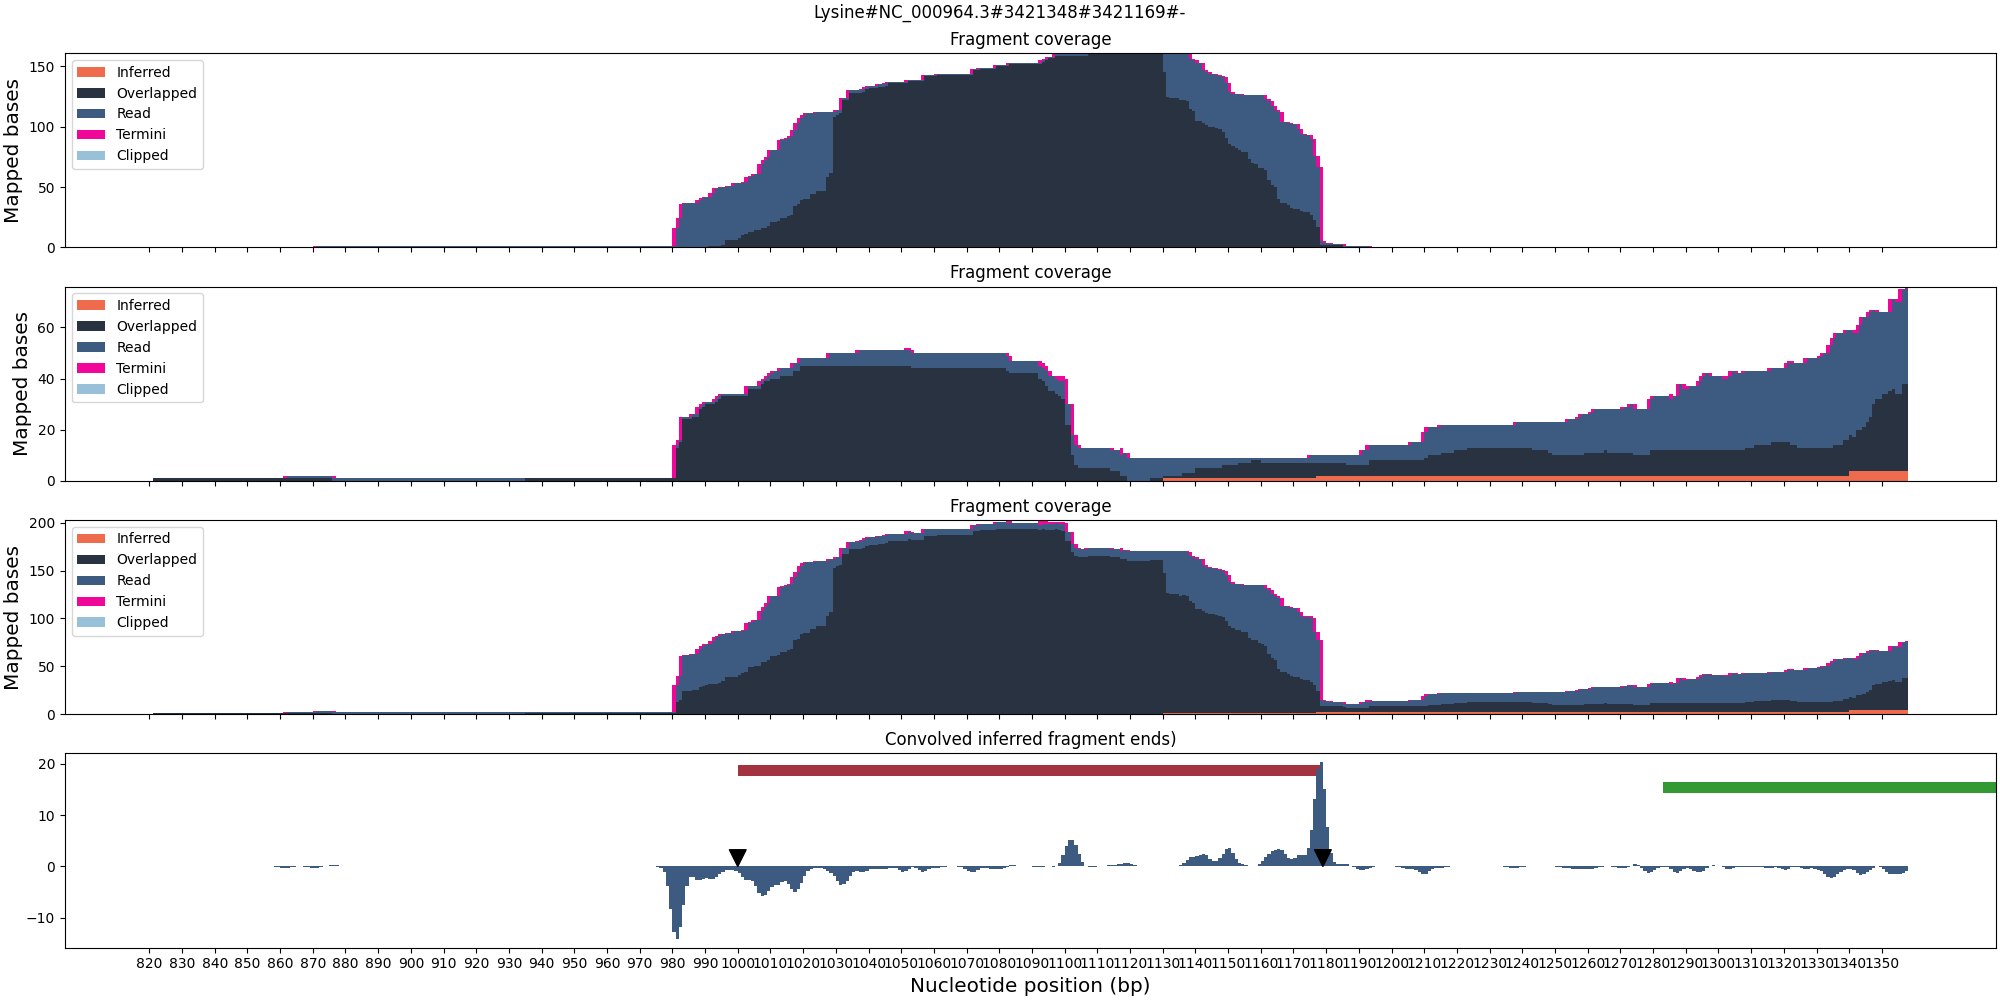 Lysine#NC_000964.3#3421348#3421169#-
Fragment coverage
Mapped bases
150
100
50
0
Inferred
Overlapped
Read
Termini
Clipped
Fragment coverage
Mapped bases
60
40
20
0
Inferred
Overlapped
Read
Termini
Clipped
Fragment coverage
Mapped bases
200
150
100
50
0
Inferred
Overlapped
Read
Termini
Clipped
Convolved inferred fragment ends)
20
10
0
−10
820 830 840 850 860 870 880 890 900 910 920 930 940 950 960 970 980 990 1000 1010 1020 1030 1040 1050 1060 1070 1080 1090 1100 1110 1120 1130 1140 1150 1160 1170 1180 1190 1200 1210 1220 1230 1240 1250 1260 1270 1280 1290 1300 1310 1320 1330 1340 1350
Nucleotide position (bp)